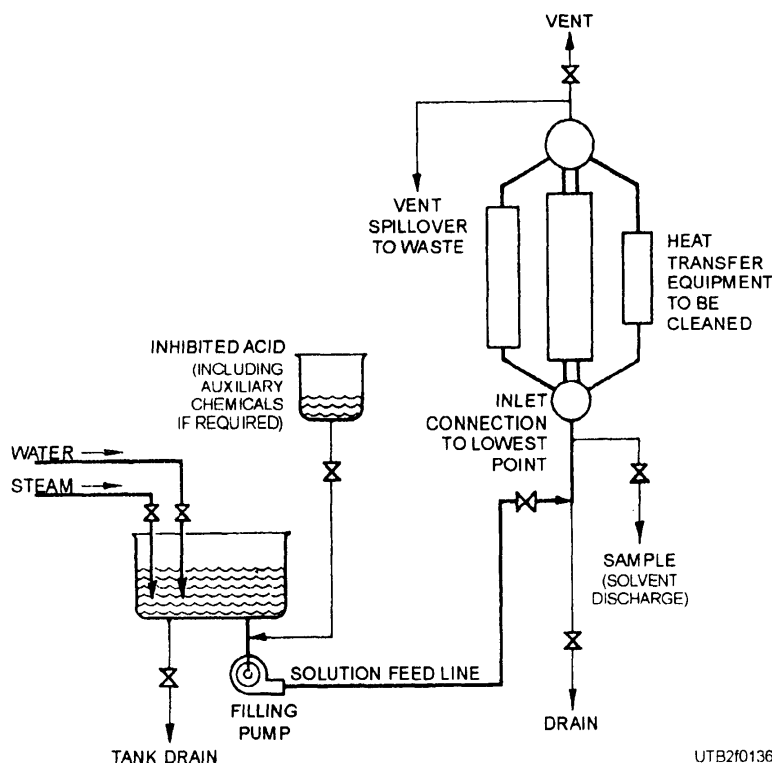 VENT
VENT
SPILLOVER
TO WASTE
HEAT
TRANSFER
EQUIPMENT
TO BE
CLEANED
INHIBITED ACID
(INCLUDING
AUXILIARY
CHEMICALS
IF REQUIRED)
INLET
CONNECTION
TO LOWEST
POINT
WATER
STEAM
SAMPLE
(SOLVENT
DISCHARGE)
SOLUTION FEED LINE
FILLING
PUMP
DRAIN
TANK DRAIN
UTB2f0136